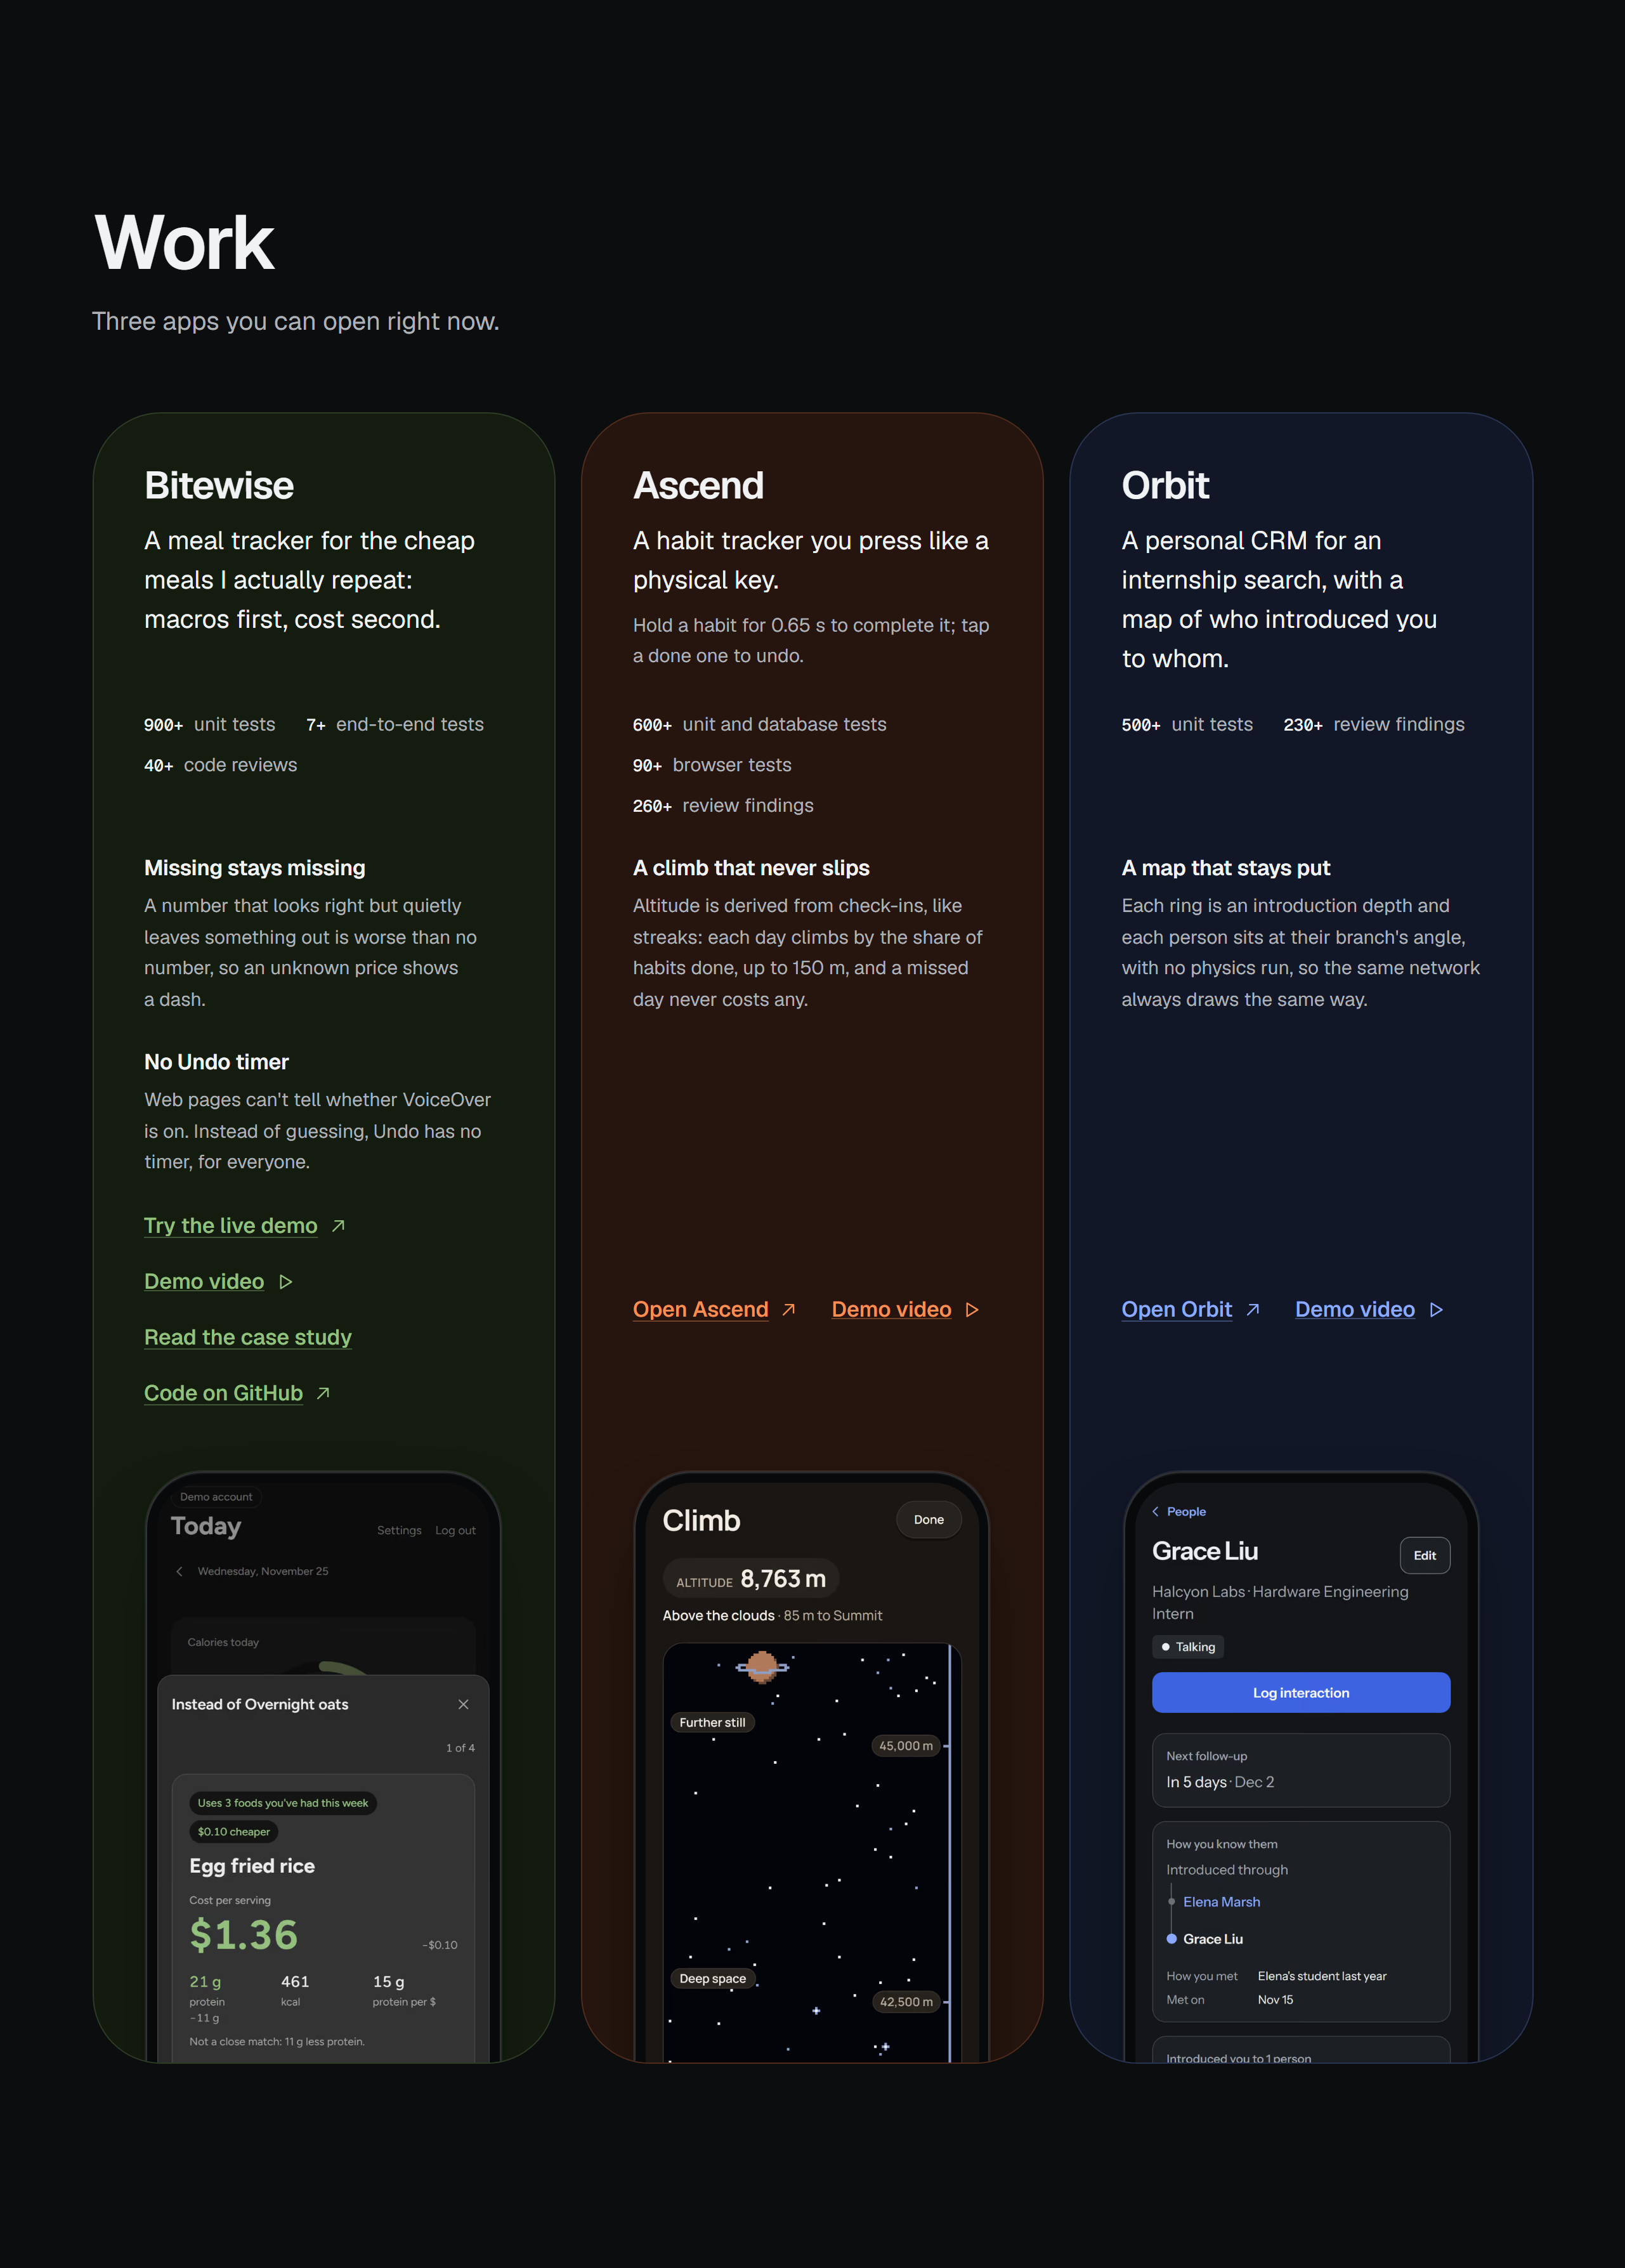 Work
Three apps you can open right now.
Bitewise
A meal tracker for the cheap
meals I actually repeat:
macros first, cost second.
900+ unit tests 7+ end-to-end tests
40+ code reviews
Missing stays missing
A number that looks right but quietly
leaves something out is worse than no
number, so an unknown price shows
a dash.
No Undo timer
Web pages can't tell whether VoiceOver
is on. Instead of guessing, Undo has no
timer, for everyone.
Try the live demo
Demo video
Read the case study
Code on GitHub
Demo account
Today
Settings Log out
Wednesday, November 25
Calories today
Instead of Overnight oats
1 of 4
Uses 3 foods you've had this week
$0.10 cheaper
Egg fried rice
Cost per serving
$1.36
−$0.10
21 g 461 15 g
protein kcal protein per $
−11 g
Not a close match: 11 g less protein.
Ascend
A habit tracker you press like a
physical key.
Hold a habit for 0.65 s to complete it; tap
a done one to undo.
600+ unit and database tests
90+ browser tests
260+ review findings
A climb that never slips
Altitude is derived from check-ins, like
streaks: each day climbs by the share of
habits done, up to 150 m, and a missed
day never costs any.
Open Ascend Demo video
Climb
Done
ALTITUDE 8,763 m
Above the clouds · 85 m to Summit
Further still
45,000 m
Deep space
42,500 m
Orbit
A personal CRM for an
internship search, with a
map of who introduced you
to whom.
500+ unit tests 230+ review findings
A map that stays put
Each ring is an introduction depth and
each person sits at their branch's angle,
with no physics run, so the same network
always draws the same way.
Open Orbit Demo video
People
Grace Liu
Edit
Halcyon Labs · Hardware Engineering
Intern
Talking
Log interaction
Next follow-up
In 5 days · Dec 2
How you know them
Introduced through
Elena Marsh
Grace Liu
How you met Elena's student last year
Met on Nov 15
Introduced you to 1 person